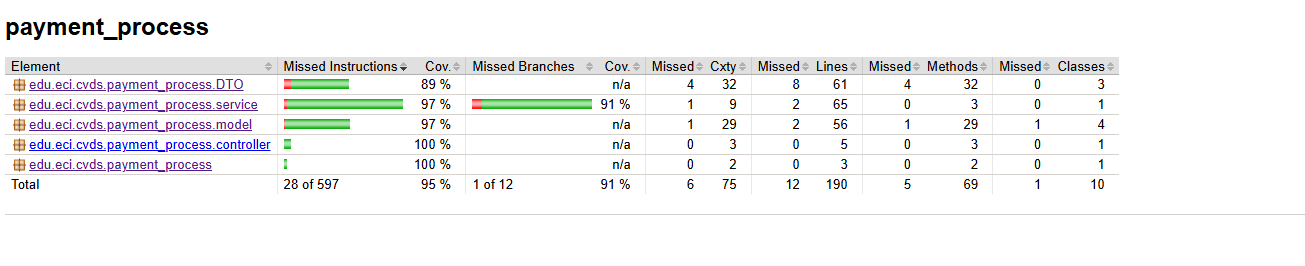 payment_process
Element Missed Instructions Cov. Missed Branches Cov. Missed Cxty Missed Lines Missed Methods Missed Classes
edu.eci.cvds.payment_process.DTO 89 % n/a 4 32 8 61 4 32 0 3
edu.eci.cvds.payment_process.service 97 % 91 % 1 9 2 65 0 3 0 1
edu.eci.cvds.payment_process.model 97 % n/a 1 29 2 56 1 29 1 4
edu.eci.cvds.payment_process.controller 100 % n/a 0 3 0 5 0 3 0 1
edu.eci.cvds.payment_process 100 % n/a 0 2 0 3 0 2 0 1
Total 28 of 597 95 % 1 of 12 91 % 6 75 12 190 5 69 1 10